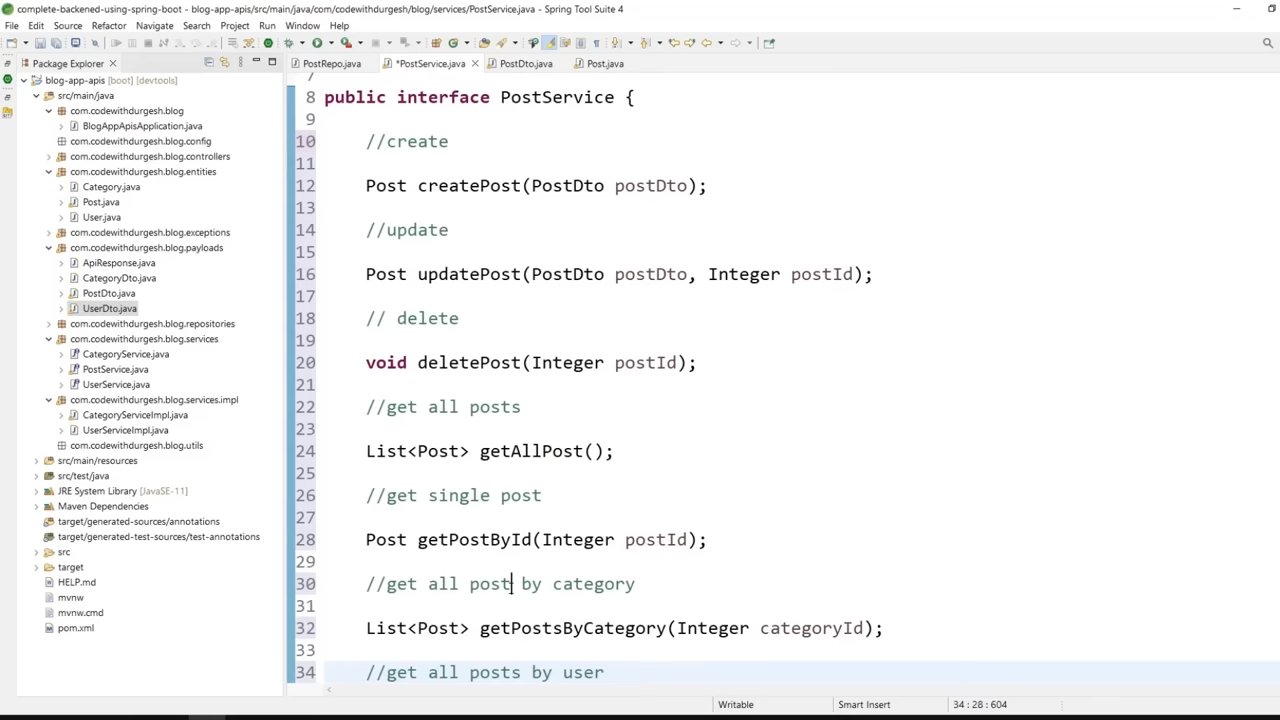 complete-backened-using-spring-boot - blog-app-apis/src/main/java/com/codewithdurgesh/blog/services/PostService.java - Spring Tool Suite 4
File Edit Source Refactor Navigate Search Project Run Window Help
Package Explorer
PostRepo.java *PostService.java PostDto.java Post.java
blog-app-apis [boot] [devtools]
src/main/java
com.codewithdurgesh.blog
BlogAppApisApplication.java
com.codewithdurgesh.blog.config
com.codewithdurgesh.blog.controllers
com.codewithdurgesh.blog.entities
Category.java
Post.java
User.java
com.codewithdurgesh.blog.exceptions
com.codewithdurgesh.blog.payloads
ApiResponse.java
CategoryDto.java
PostDto.java
UserDto.java
com.codewithdurgesh.blog.repositories
com.codewithdurgesh.blog.services
CategoryService.java
PostService.java
UserService.java
com.codewithdurgesh.blog.services.impl
CategoryServiceImpl.java
UserServiceImpl.java
com.codewithdurgesh.blog.utils
src/main/resources
src/test/java
JRE System Library [JavaSE-11]
Maven Dependencies
target/generated-sources/annotations
target/generated-test-sources/test-annotations
src
target
HELP.md
mvnw
mvnw.cmd
pom.xml
7
8 public interface PostService {
9
10 //create
11
12 Post createPost(PostDto postDto);
13
14 //update
15
16 Post updatePost(PostDto postDto, Integer postId);
17
18 // delete
19
20 void deletePost(Integer postId);
21
22 //get all posts
23
24 List<Post> getAllPost();
25
26 //get single post
27
28 Post getPostById(Integer postId);
29
30 //get all post by category
31
32 List<Post> getPostsByCategory(Integer categoryId);
33
34 //get all posts by user
Writable Smart Insert 34 : 28 : 604